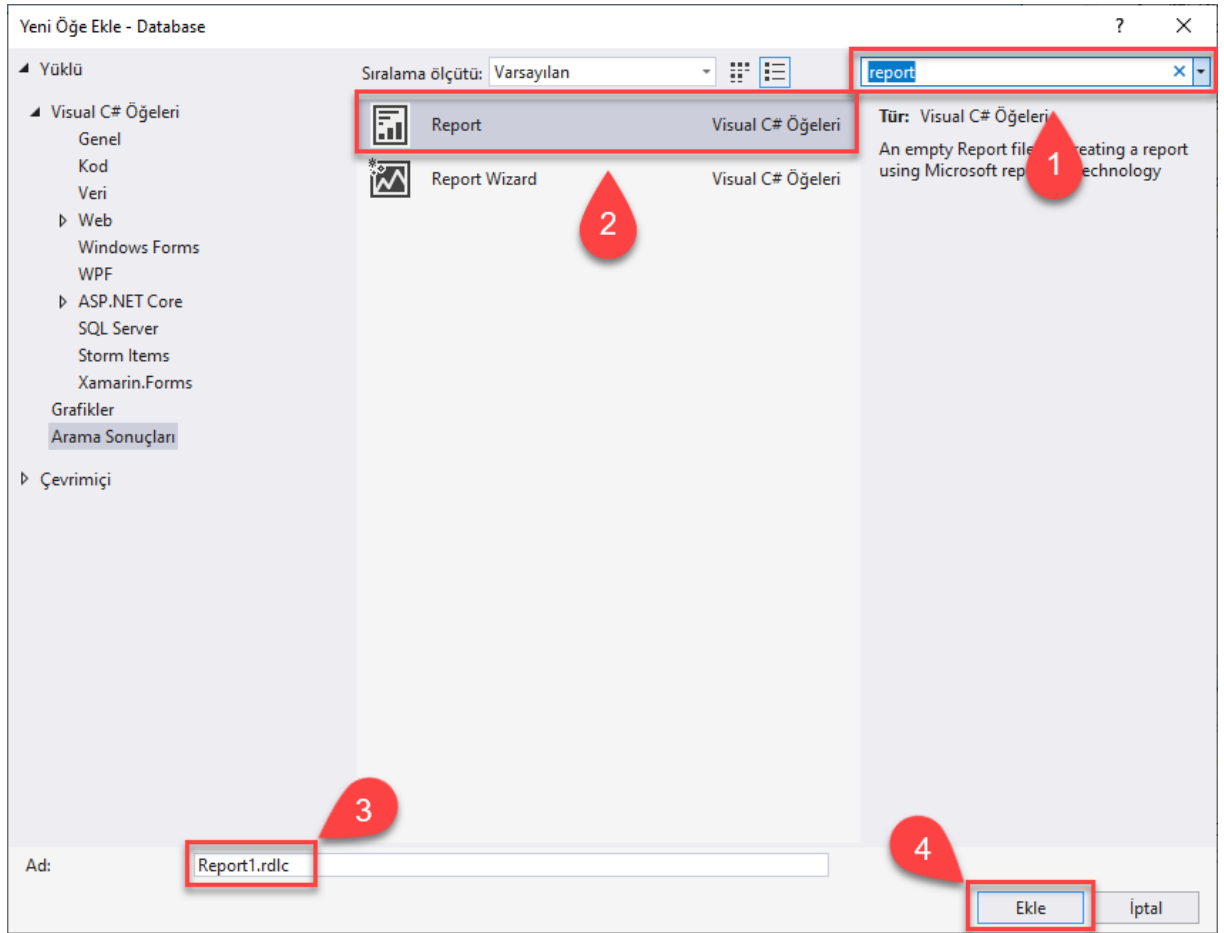 Yeni Öğe Ekle - Database
?
Yüklü
Visual C# Öğeleri
Genel
Kod
Veri
Web
Windows Forms
WPF
ASP.NET Core
SQL Server
Storm Items
Xamarin.Forms
Grafikler
Arama Sonuçları
Çevrimiçi
Sıralama ölçütü: Varsayılan
Report Visual C# Öğeleri
Report Wizard Visual C# Öğeleri
2
report
Tür: Visual C# Öğeleri
An empty Report file creating a report
using Microsoft technology
1
3
Ad: Report1.rdlc
4
Ekle İptal